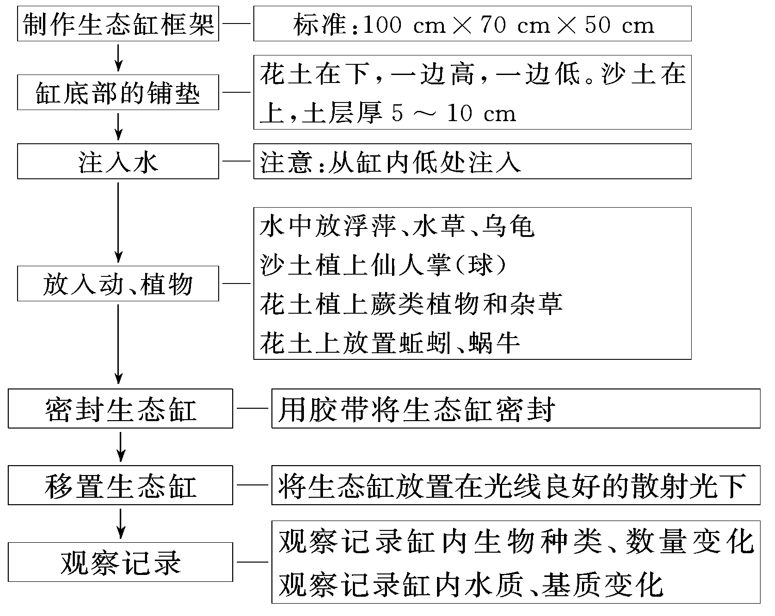 制作生态缸框架
标准:100 cm×70 cm×50 cm
缸底部的铺垫
花土在下,一边高,一边低。沙土在
上,土层厚 5～10 cm
注入水
注意:从缸内低处注入
放入动、植物
水中放浮萍、水草、乌龟
沙土植上仙人掌(球)
花土植上蕨类植物和杂草
花土上放置蚯蚓、蜗牛
密封生态缸
用胶带将生态缸密封
移置生态缸
将生态缸放置在光线良好的散射光下
观察记录
观察记录缸内生物种类、数量变化
观察记录缸内水质、基质变化